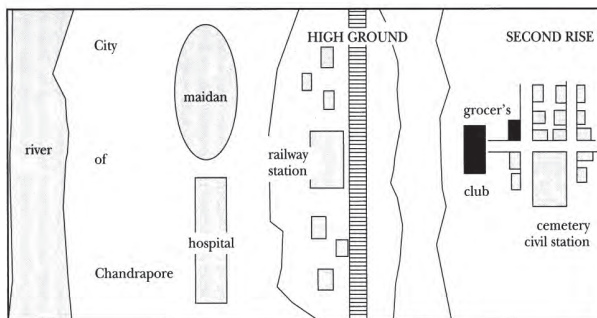 City
of
Chandrapore
river
maidan
hospital
HIGH GROUND
railway
station
SECOND RISE
grocer's
club
cemetery
civil station